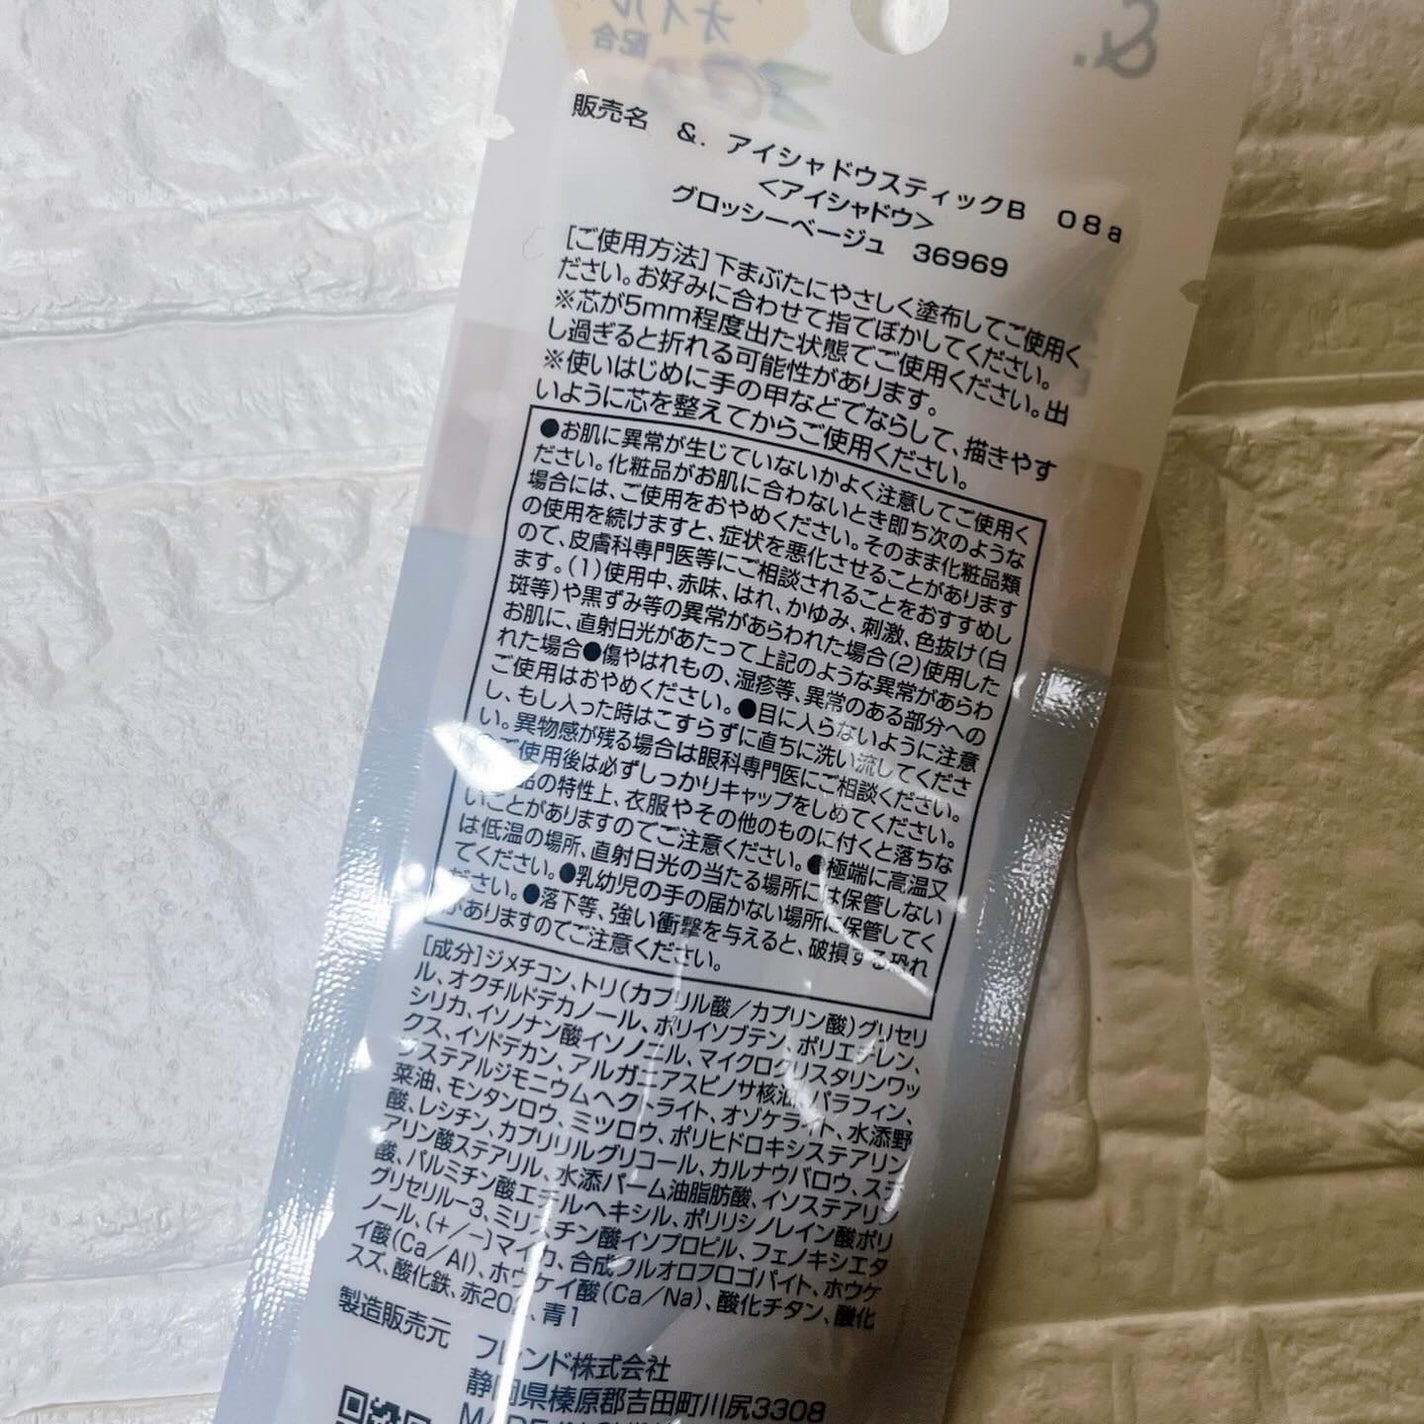 オイル
配合
&.
販売名 &. アイシャドウスティックB 08a
<アイシャドウ>
グロッシーベージュ 36969
[ご使用方法]下まぶたにやさしく塗布してご使用く
ださい。お好みに合わせて指でぼかしてください。
※芯が5mm程度出た状態でご使用ください。出
し過ぎると折れる可能性があります。
※使いはじめに手の甲などでならして、描きやす
いように芯を整えてからご使用ください。
●お肌に異常が生じていないかよく注意してご使用く
ださい。化粧品がお肌に合わないとき即ち次のような
場合には、ご使用をおやめください。そのまま化粧品類
の使用を続けますと、症状を悪化させることがあります
ので、皮膚科専門医等にご相談されることをおすすめし
ます。(1)使用中、赤味、はれ、かゆみ、刺激、色抜け(白
斑等)や黒ずみ等の異常があらわれた場合(2)使用した
お肌に、直射日光があたって上記のような異常があらわ
れた場合●傷やはれもの、湿疹等、異常のある部分への
ご使用はおやめください。●目に入らないように注意
し、もし入った時はこすらずに直ちに洗い流してくださ
い。異物感が残る場合は眼科専門医にご相談ください。
ご使用後は必ずしっかりキャップをしめてください。
品の特性上、衣服やその他のものに付くと落ちな
いことがありますのでご注意ください。●極端に高温又
は低温の場所、直射日光の当たる場所には保管しない
でください。●乳幼児の手の届かない場所に保管してく
ださい。●落下等、強い衝撃を与えると、破損する恐れ
がありますのでご注意ください。
[成分]ジメチコン、トリ(カプリル酸/カプリン酸)グリセリ
ル、オクチルドデカノール、ポリイソブテン、ポリエチレン、
シリカ、イソノナン酸イソノニル、マイクロクリスタリンワッ
クス、イソドデカン、アルガニアスピノサ核油、パラフィン、
ジステアルジモニウムヘクトライト、オゾケライト、水添野
菜油、モンタンロウ、ミツロウ、ポリヒドロキシステアリン
酸、レシチン、カプリリルグリコール、カルナウバロウ、ステ
アリン酸ステアリル、水添パーム油脂肪酸、イソステアリン
酸、パルミチン酸エチルヘキシル、ポリリシノレイン酸ポリ
グリセリル-3、ミリスチン酸イソプロピル、フェノキシエタ
ノール、(+/-)マイカ、合成フルオロフロゴパイト、ホウケ
イ酸(Ca/Al)、ホウケイ酸(Ca/Na)、酸化チタン、酸化
スズ、酸化鉄、赤20、青1
製造販売元 フレンド株式会社
静岡県榛原郡吉田町川尻3308